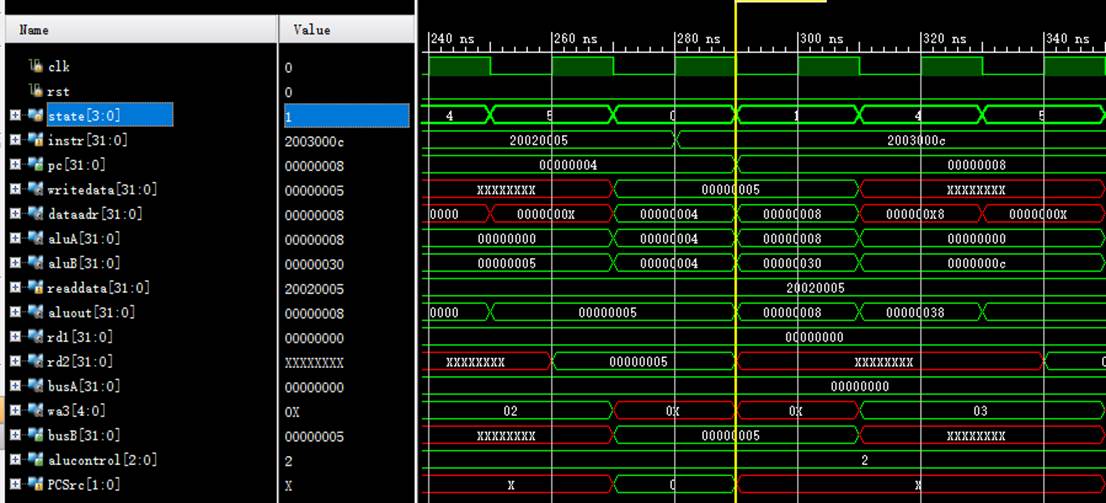 Name Value
240 ns 260 ns 280 ns 300 ns 320 ns 340 ns
clk 0
rst 0
state[3:0] 1 4 5 0 1 4 5
instr[31:0] 2003000c 20020005 2003000c
pc[31:0] 00000008 00000004 00000008
writedata[31:0] 00000005 XXXXXXXX 00000005 XXXXXXXX
dataadr[31:0] 00000008 0000 0000000X 00000004 00000008 000000X8 0000000X
aluA[31:0] 00000008 00000000 00000004 00000008 00000000
aluB[31:0] 00000030 00000005 00000004 00000030 0000000c
readdata[31:0] 20020005 20020005
aluout[31:0] 00000008 0000 00000005 00000008 00000038
rd1[31:0] 00000000 00000000
rd2[31:0] XXXXXXXX XXXXXXXX 00000005 XXXXXXXX
busA[31:0] 00000000 00000000
wa3[4:0] 0X 02 0X 0X 03
busB[31:0] 00000005 XXXXXXXX 00000005 XXXXXXXX
alucontrol[2:0] 2 2
PCSrc[1:0] X X 0 X